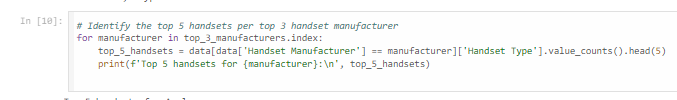 In [10]:
# Identify the top 5 handsets per top 3 handset manufacturer
for manufacturer in top_3_manufacturers.index:
    top_5_handsets = data[data['Handset Manufacturer'] == manufacturer]['Handset Type'].value_counts().head(5)
    print(f'Top 5 handsets for {manufacturer}:\n', top_5_handsets)